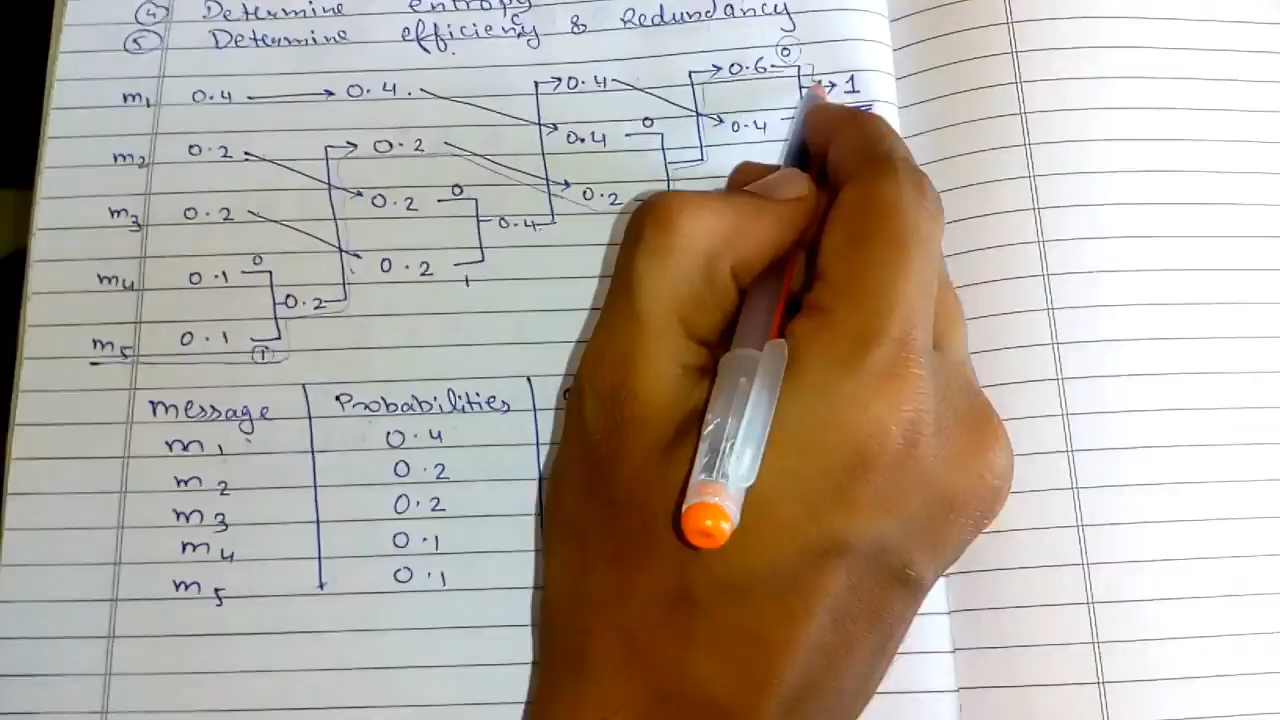 ④ Determine entropy
⑤ Determine efficiency & Redundancy
m1 0.4 0.4. 0.4 0.6 0 1
m2 0.2 0.2 0.4 0 0.4
m3 0.2 0.2 0 0.4 0.2
m4 0.1 0 0.2 0.2 1
m5 0.1 1
message Probabilities
m1 0.4
m2 0.2
m3 0.2
m4 0.1
m5 0.1